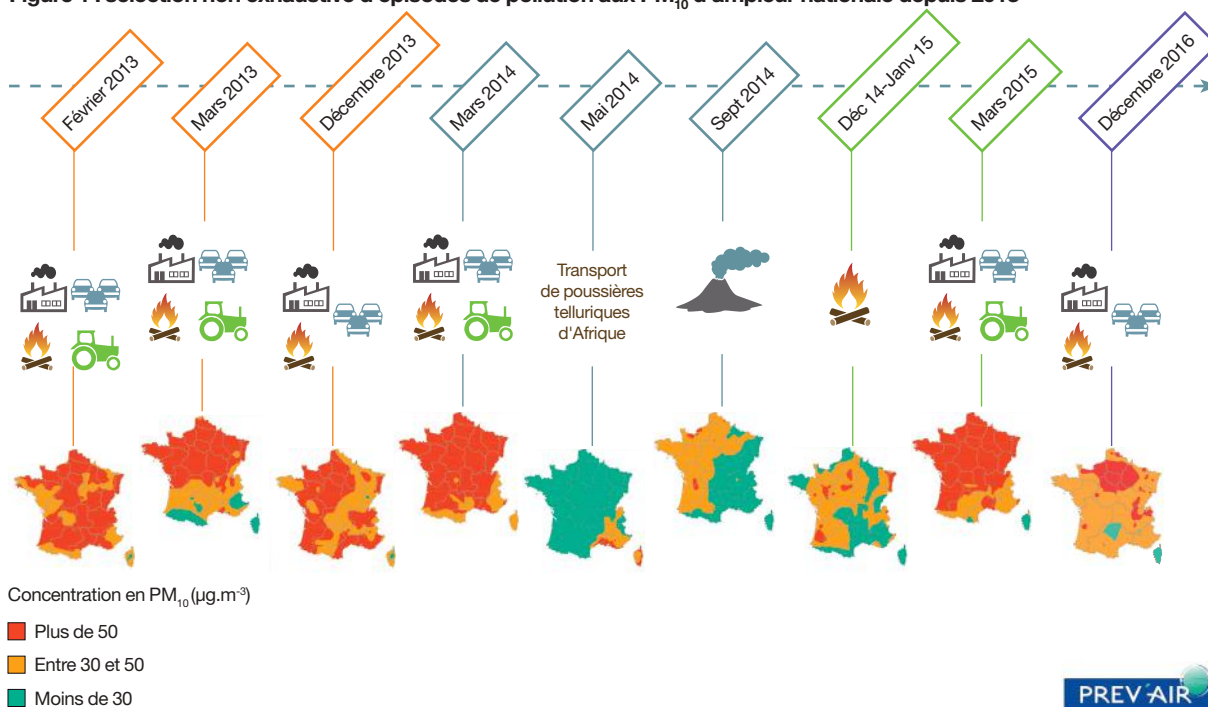 Février 2013
Mars 2013
Décembre 2013
Mars 2014
Mai 2014
Sept 2014
Déc 14-Janv 15
Mars 2015
Décembre 2016
Transport
de poussières
telluriques
d'Afrique
Concentration en PM₁₀ (µg.m⁻³)
Plus de 50
Entre 30 et 50
Moins de 30
PREV'AIR